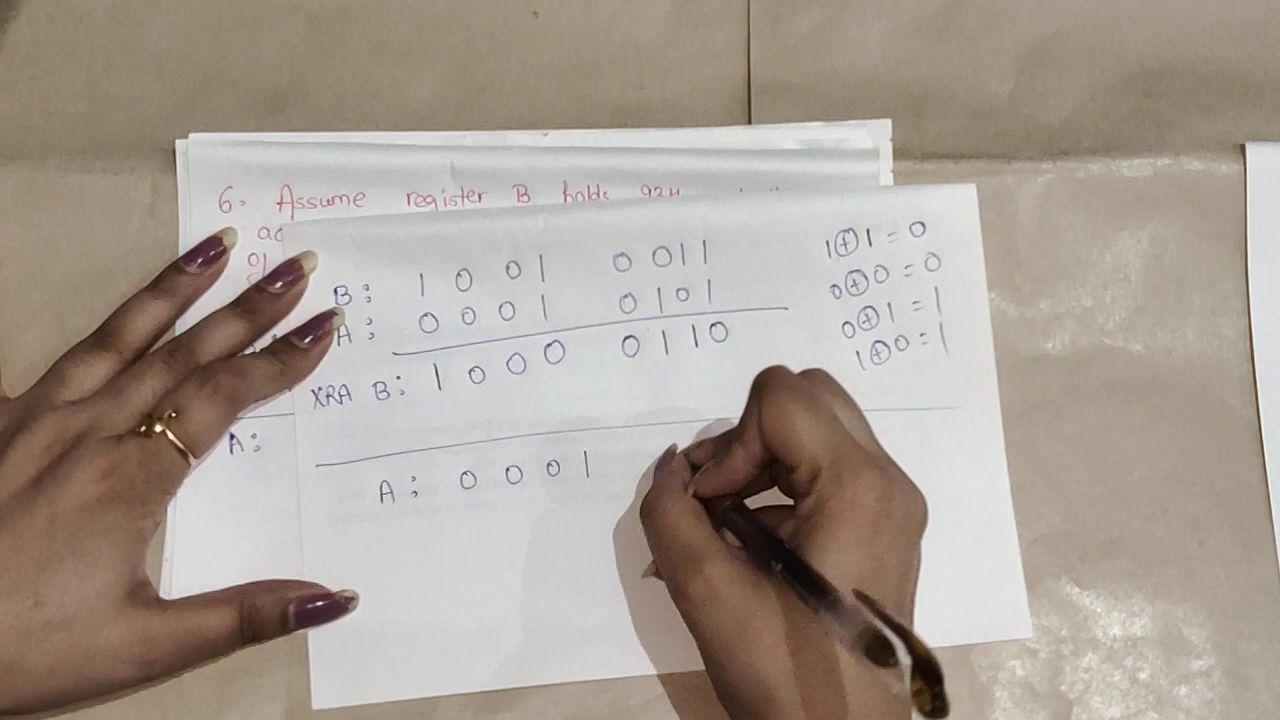 6. Assume register B holds 93H
ac
B: 1 0 0 1 0 0 1 1
A: 0 0 0 1 0 1 0 1
XRA B: 1 0 0 0 0 1 1 0
1 ⊕ 1 = 0
0 ⊕ 0 = 0
0 ⊕ 1 = 1
1 ⊕ 0 = 1
A:
A: 0 0 0 1